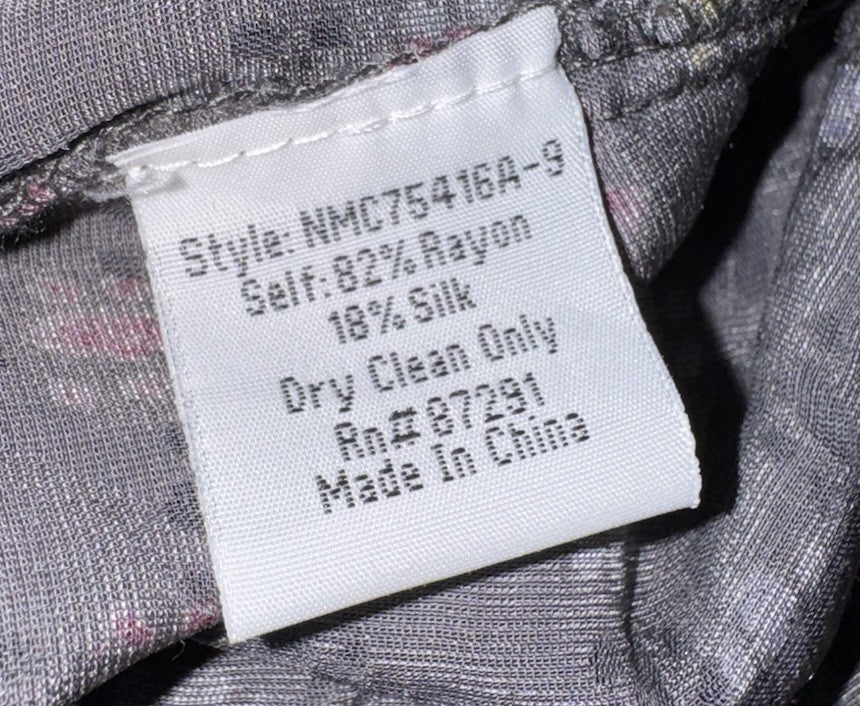 Style: NMC75416A-9
Self: 82% Rayon
18% Silk
Dry Clean Only
Rn# 87291
Made In China